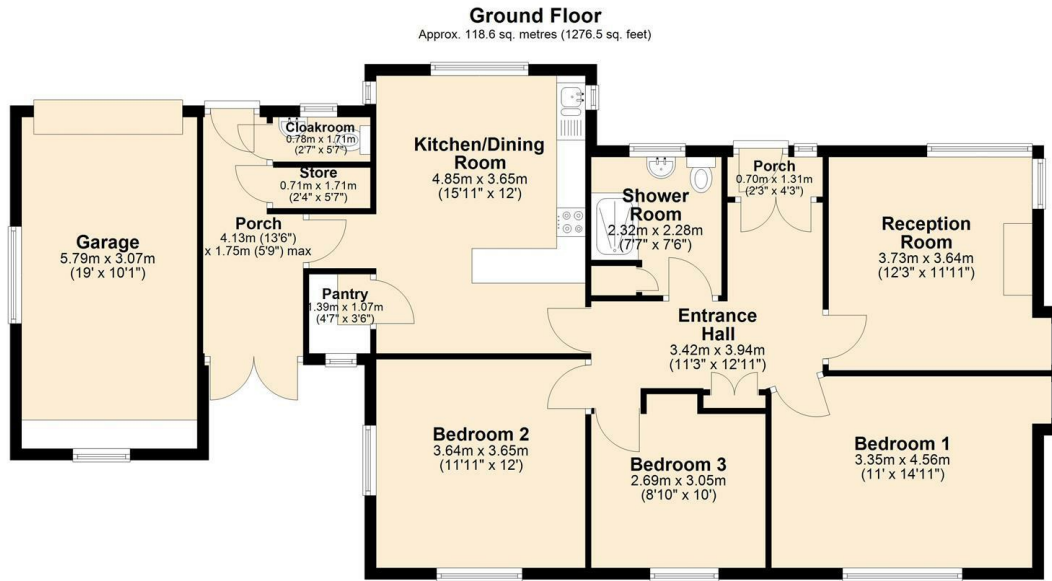 Ground Floor
Approx. 118.6 sq. metres (1276.5 sq. feet)
Cloakroom
0.78m x 1.71m
(2'7" x 5'7")
Store
0.71m x 1.71m
(2'4" x 5'7")
Porch
4.13m (13'6")
x 1.75m (5'9") max
Garage
5.79m x 3.07m
(19' x 10'1")
Pantry
1.39m x 1.07m
(4'7" x 3'6")
Kitchen/Dining
Room
4.85m x 3.65m
(15'11" x 12')
Shower
Room
2.32m x 2.28m
(7'7" x 7'6")
Porch
0.70m x 1.31m
(2'3" x 4'3")
Reception
Room
3.73m x 3.64m
(12'3" x 11'11")
Entrance
Hall
3.42m x 3.94m
(11'3" x 12'11")
Bedroom 2
3.64m x 3.65m
(11'11" x 12')
Bedroom 3
2.69m x 3.05m
(8'10" x 10')
Bedroom 1
3.35m x 4.56m
(11' x 14'11")